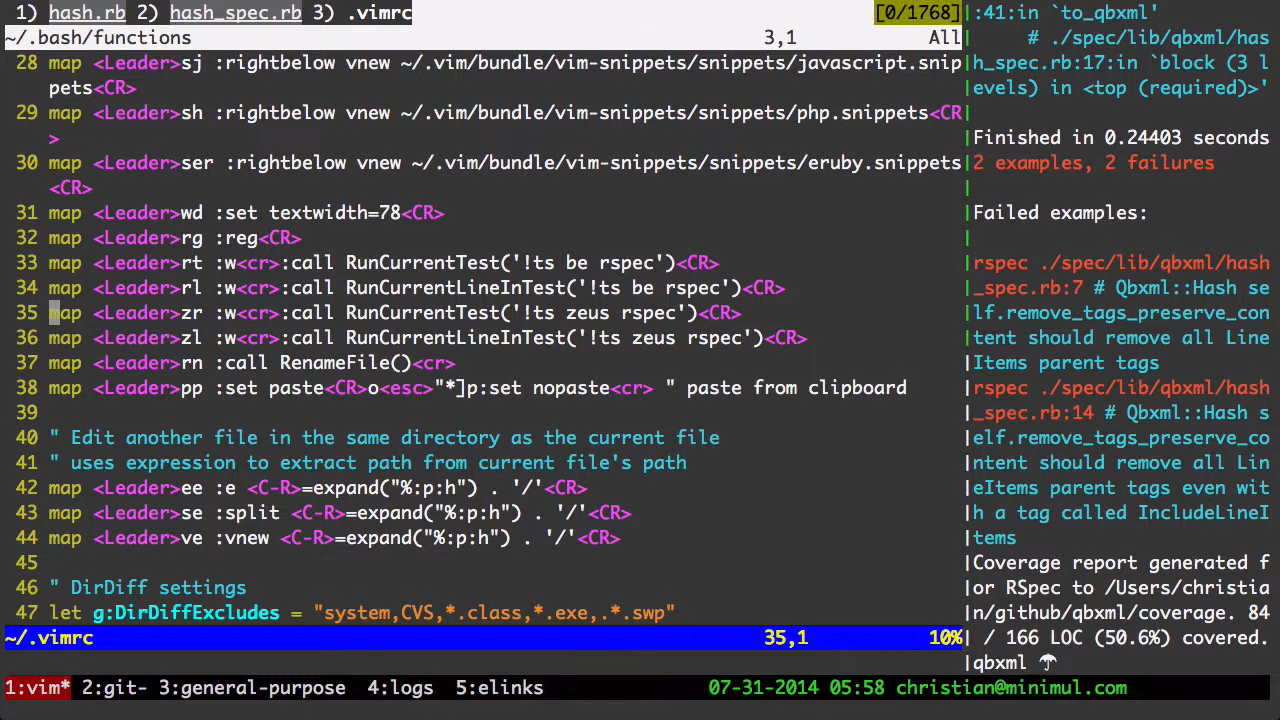 1) hash.rb 2) hash_spec.rb 3) .vimrc [0/1768]
~/.bash/functions 3,1 All
28 map <Leader>sj :rightbelow vnew ~/.vim/bundle/vim-snippets/snippets/javascript.snip
pets<CR>
29 map <Leader>sh :rightbelow vnew ~/.vim/bundle/vim-snippets/snippets/php.snippets<CR
>
30 map <Leader>ser :rightbelow vnew ~/.vim/bundle/vim-snippets/snippets/eruby.snippets
<CR>
31 map <Leader>wd :set textwidth=78<CR>
32 map <Leader>rg :reg<CR>
33 map <Leader>rt :w<cr>:call RunCurrentTest('!ts be rspec')<CR>
34 map <Leader>rl :w<cr>:call RunCurrentLineInTest('!ts be rspec')<CR>
35 map <Leader>zr :w<cr>:call RunCurrentTest('!ts zeus rspec')<CR>
36 map <Leader>zl :w<cr>:call RunCurrentLineInTest('!ts zeus rspec')<CR>
37 map <Leader>rn :call RenameFile()<cr>
38 map <Leader>pp :set paste<CR>o<esc>"*]p:set nopaste<cr> " paste from clipboard
39
40 " Edit another file in the same directory as the current file
41 " uses expression to extract path from current file's path
42 map <Leader>ee :e <C-R>=expand("%:p:h") . '/'<CR>
43 map <Leader>se :split <C-R>=expand("%:p:h") . '/'<CR>
44 map <Leader>ve :vnew <C-R>=expand("%:p:h") . '/'<CR>
45
46 " DirDiff settings
47 let g:DirDiffExcludes = "system,CVS,*.class,*.exe,.*.swp"
~/.vimrc 35,1 10%
:41:in `to_qbxml'
# ./spec/lib/qbxml/has
h_spec.rb:17:in `block (3 l
evels) in <top (required)>'
Finished in 0.24403 seconds
2 examples, 2 failures
Failed examples:
rspec ./spec/lib/qbxml/hash
_spec.rb:7 # Qbxml::Hash se
lf.remove_tags_preserve_con
tent should remove all Line
Items parent tags
rspec ./spec/lib/qbxml/hash
_spec.rb:14 # Qbxml::Hash s
elf.remove_tags_preserve_co
ntent should remove all Lin
eItems parent tags even wit
h a tag called IncludeLineI
tems
Coverage report generated f
or RSpec to /Users/christia
n/github/qbxml/coverage. 84
/ 166 LOC (50.6%) covered.
qbxml ☂
1:vim* 2:git- 3:general-purpose 4:logs 5:elinks 07-31-2014 05:58 christian@minimul.com